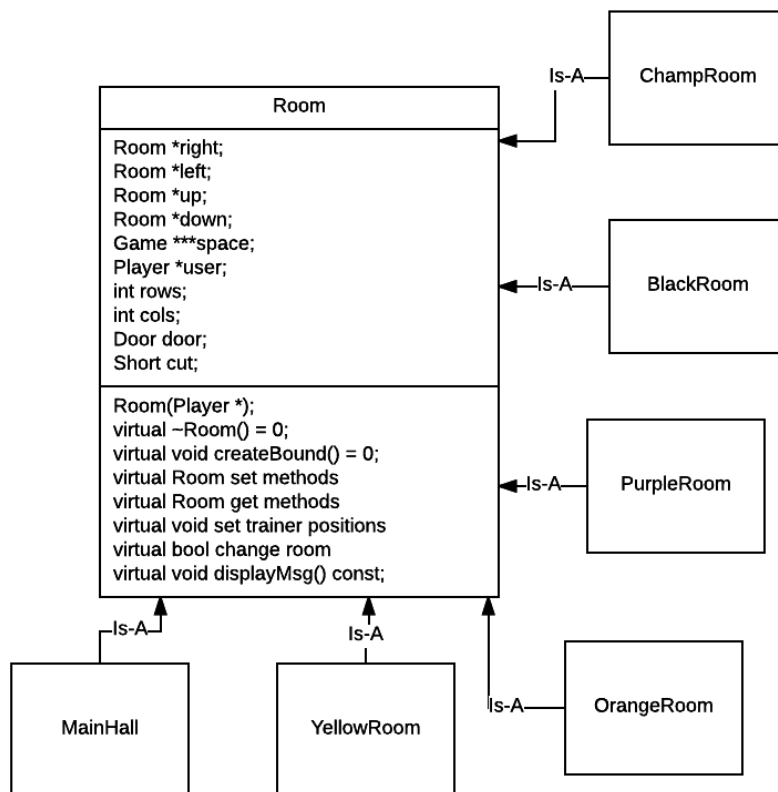 Room
Room *right;
Room *left;
Room *up;
Room *down;
Game ***space;
Player *user;
int rows;
int cols;
Door door;
Short cut;
Room(Player *);
virtual ~Room() = 0;
virtual void createBound() = 0;
virtual Room set methods
virtual Room get methods
virtual void set trainer positions
virtual bool change room
virtual void displayMsg() const;
Is-A
ChampRoom
Is-A
BlackRoom
Is-A
PurpleRoom
Is-A
OrangeRoom
Is-A
YellowRoom
Is-A
MainHall